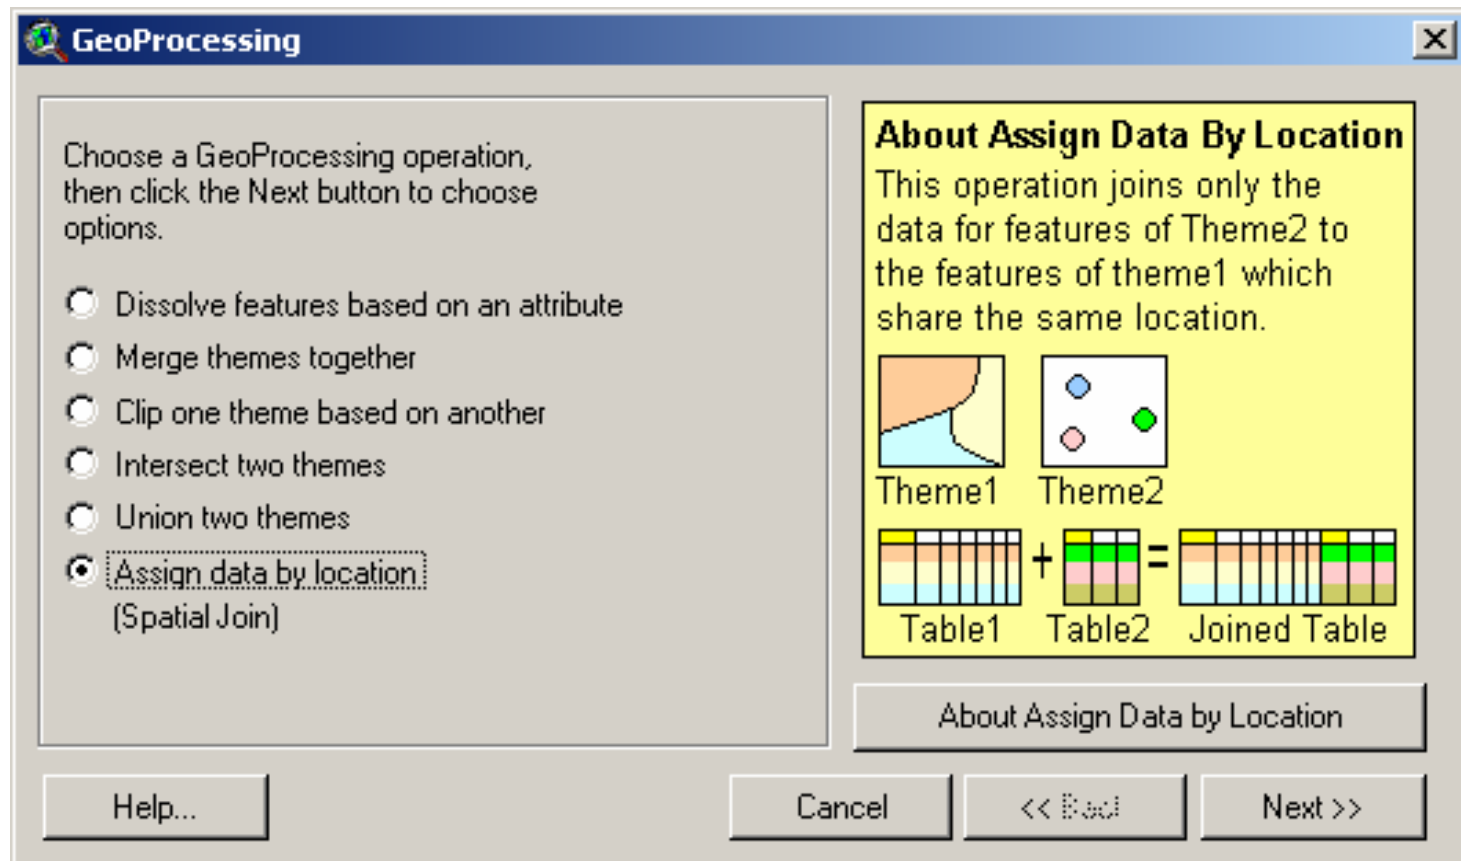 GeoProcessing
Choose a GeoProcessing operation,
then click the Next button to choose
options.
Dissolve features based on an attribute
Merge themes together
Clip one theme based on another
Intersect two themes
Union two themes
Assign data by location
(Spatial Join)
About Assign Data By Location
This operation joins only the
data for features of Theme2 to
the features of theme1 which
share the same location.
Theme1 Theme2
+ =
Table1 Table2 Joined Table
About Assign Data by Location
Help... Cancel << Back Next >>